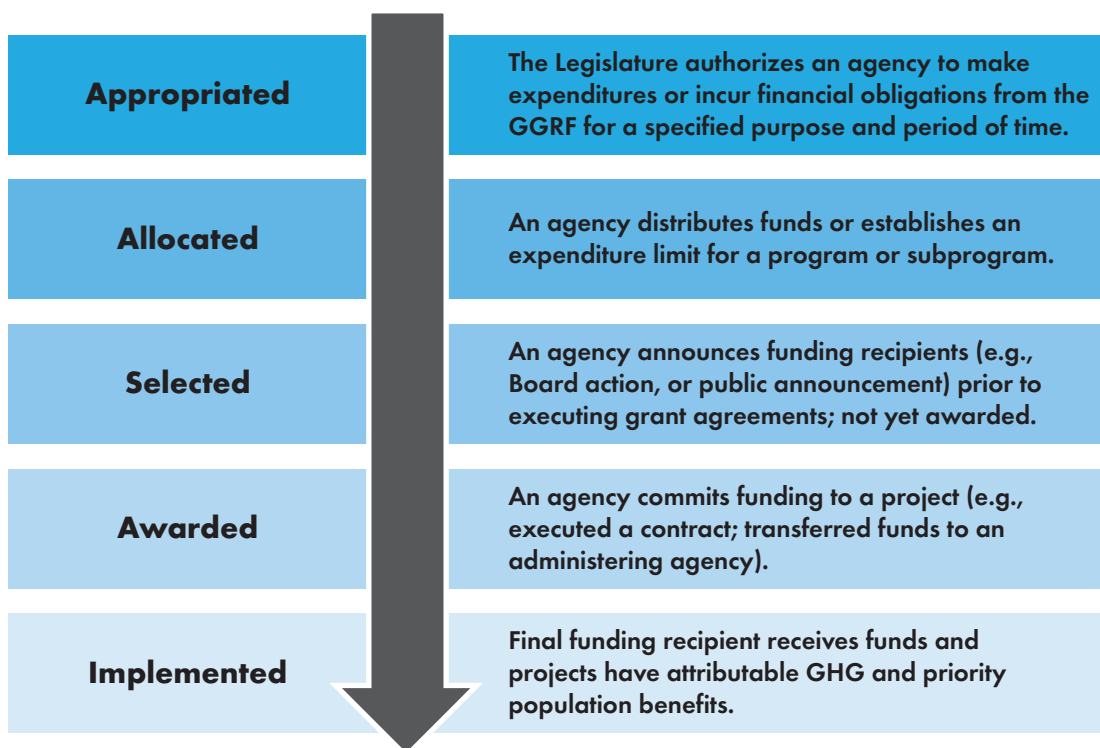 Appropriated
The Legislature authorizes an agency to make
expenditures or incur financial obligations from the
GGRF for a specified purpose and period of time.
Allocated
An agency distributes funds or establishes an
expenditure limit for a program or subprogram.
Selected
An agency announces funding recipients (e.g.,
Board action, or public announcement) prior to
executing grant agreements; not yet awarded.
Awarded
An agency commits funding to a project (e.g.,
executed a contract; transferred funds to an
administering agency).
Implemented
Final funding recipient receives funds and
projects have attributable GHG and priority
population benefits.